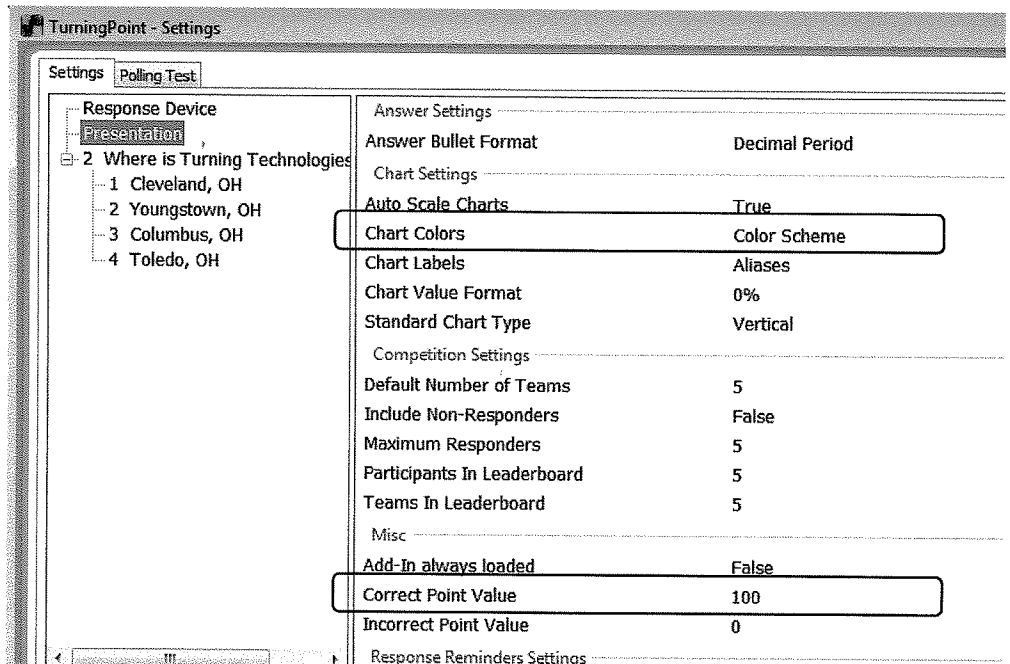 TurningPoint - Settings
Settings Polling Test
Response Device
Presentation
2 Where is Turning Technologies
1 Cleveland, OH
2 Youngstown, OH
3 Columbus, OH
4 Toledo, OH
Answer Settings
Answer Bullet Format Decimal Period
Chart Settings
Auto Scale Charts True
Chart Colors Color Scheme
Chart Labels Aliases
Chart Value Format 0%
Standard Chart Type Vertical
Competition Settings
Default Number of Teams 5
Include Non-Responders False
Maximum Responders 5
Participants In Leaderboard 5
Teams In Leaderboard 5
Misc
Add-In always loaded False
Correct Point Value 100
Incorrect Point Value 0
Response Reminders Settings